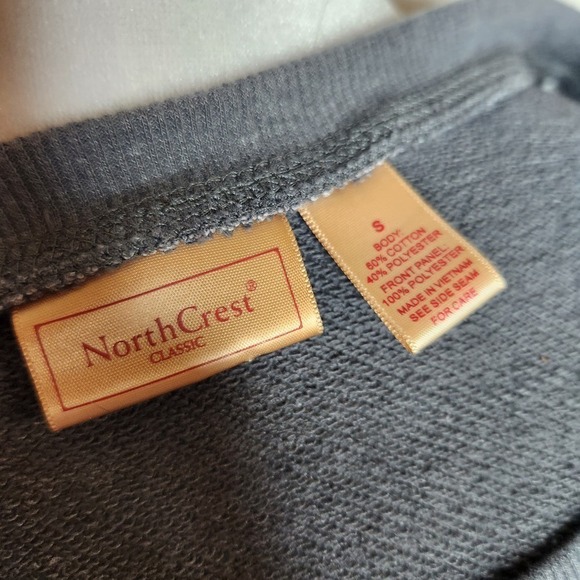 NorthCrest®
CLASSIC
S
BODY:
60% COTTON
40% POLYESTER
FRONT PANEL:
100% POLYESTER
MADE IN VIETNAM
SEE SIDE SEAM
FOR CARE